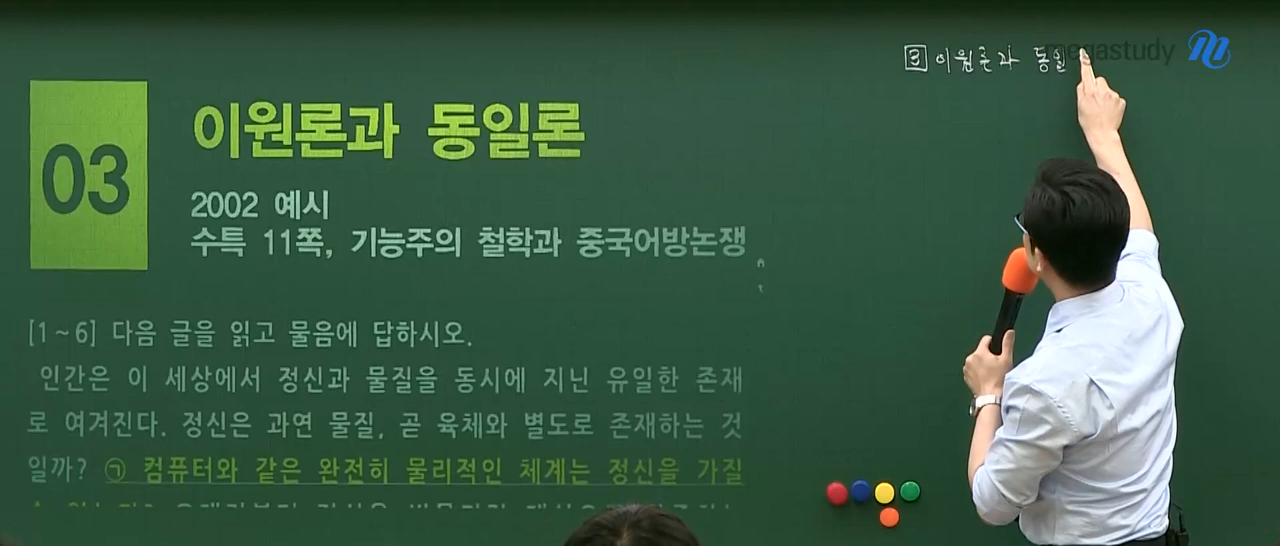 megastudy
③ 이원론과 동일
03
이원론과 동일론
2002 예시
수특 11쪽, 기능주의 철학과 중국어방논쟁
[1~6] 다음 글을 읽고 물음에 답하시오.
인간은 이 세상에서 정신과 물질을 동시에 지닌 유일한 존재
로 여겨진다. 정신은 과연 물질, 곧 육체와 별도로 존재하는 것
일까? ㉠ 컴퓨터와 같은 완전히 물리적인 체계는 정신을 가질